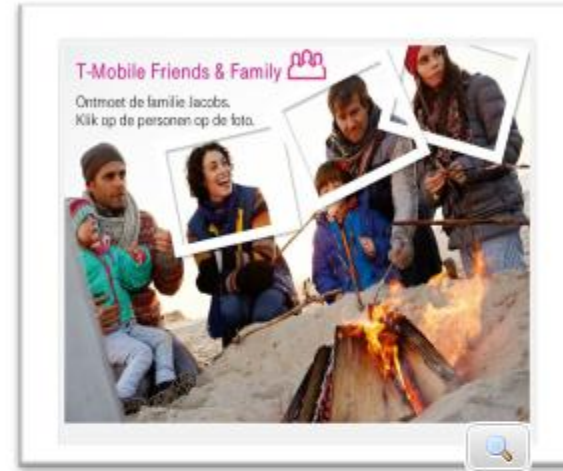 T-Mobile Friends & Family
Ontmoet de familie Jacobs.
Klik op de personen op de foto.